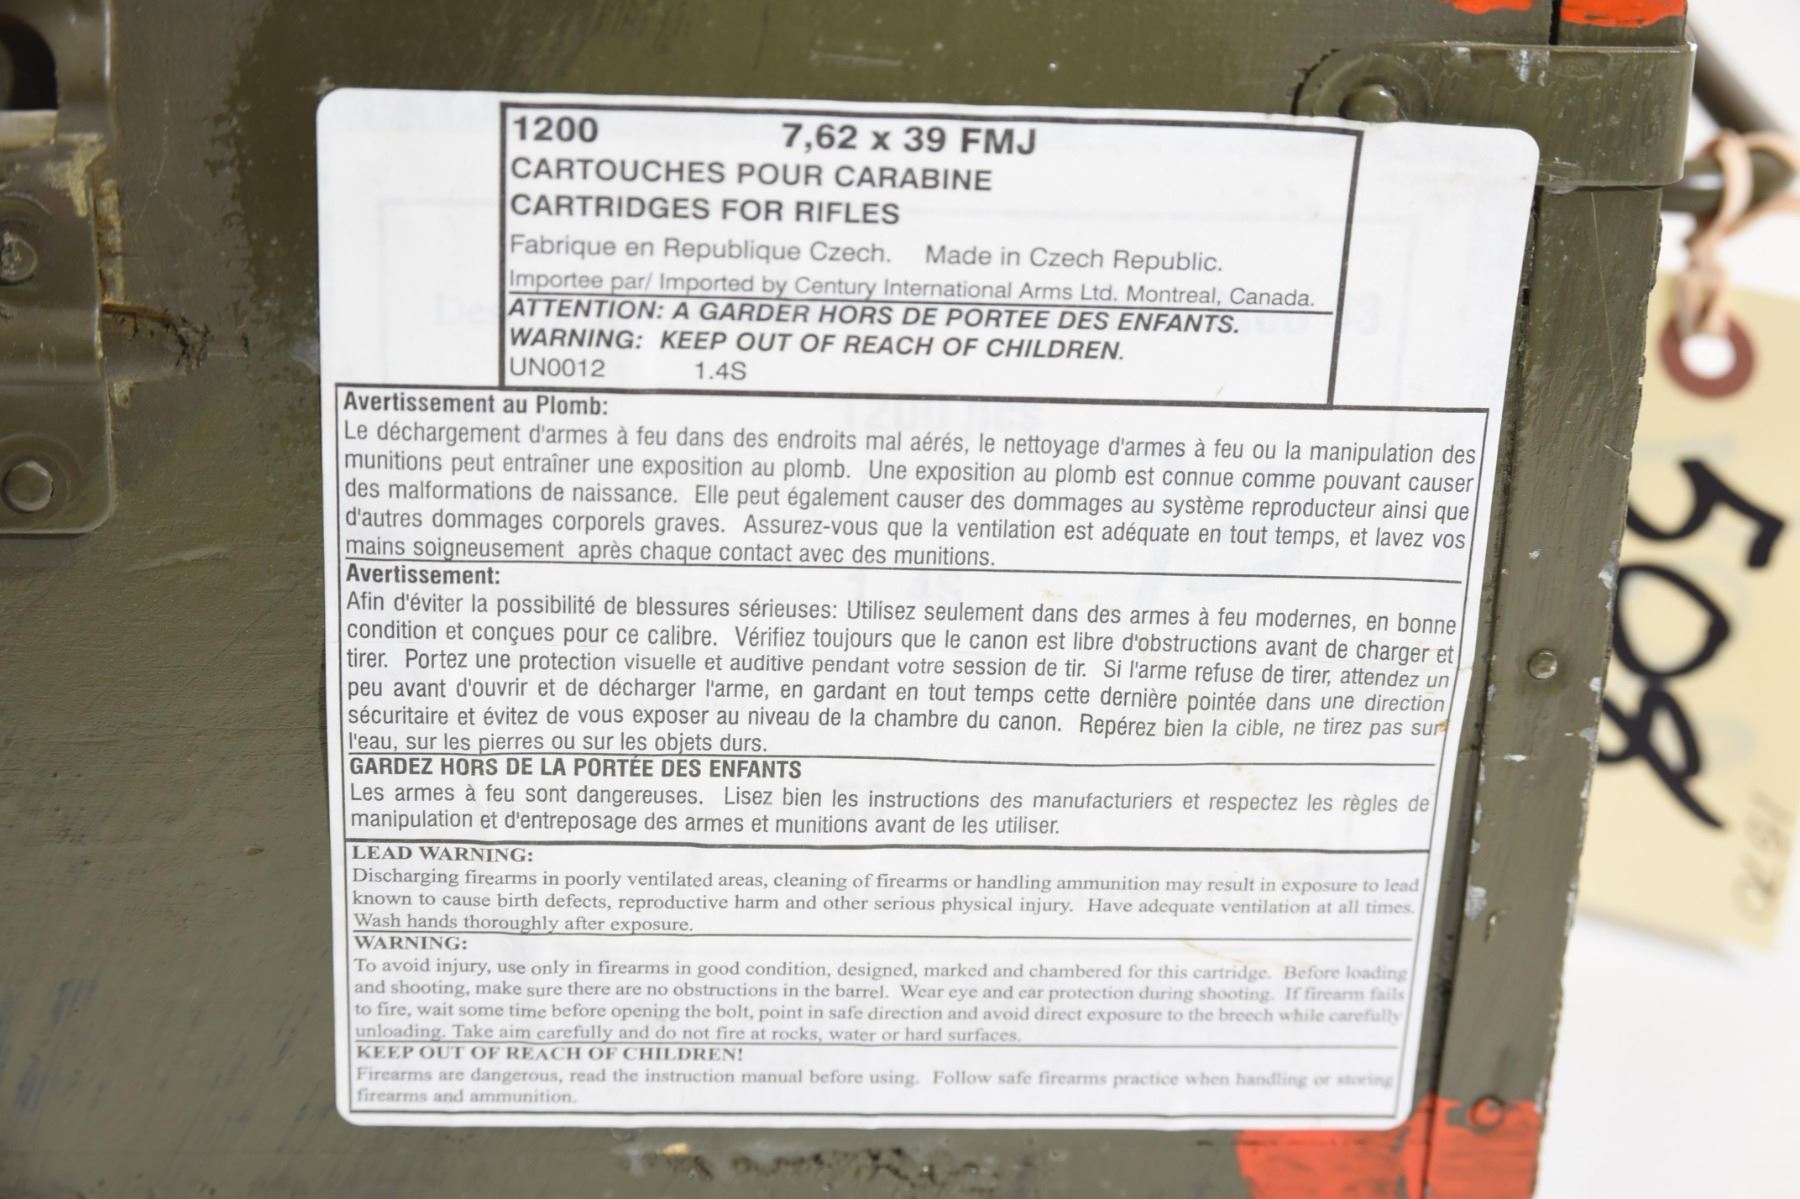 1200 7,62 x 39 FMJ
CARTOUCHES POUR CARABINE
CARTRIDGES FOR RIFLES
Fabrique en Republique Czech. Made in Czech Republic.
Importee par/ Imported by Century International Arms Ltd. Montreal, Canada.
ATTENTION: A GARDER HORS DE PORTEE DES ENFANTS.
WARNING: KEEP OUT OF REACH OF CHILDREN.
UN0012 1.4S
Avertissement au Plomb:
Le déchargement d'armes à feu dans des endroits mal aérés, le nettoyage d'armes à feu ou la manipulation des
munitions peut entraîner une exposition au plomb. Une exposition au plomb est connue comme pouvant causer
des malformations de naissance. Elle peut également causer des dommages au système reproducteur ainsi que
d'autres dommages corporels graves. Assurez-vous que la ventilation est adéquate en tout temps, et lavez vos
mains soigneusement après chaque contact avec des munitions.
Avertissement:
Afin d'éviter la possibilité de blessures sérieuses: Utilisez seulement dans des armes à feu modernes, en bonne
condition et conçues pour ce calibre. Vérifiez toujours que le canon est libre d'obstructions avant de charger et
tirer. Portez une protection visuelle et auditive pendant votre session de tir. Si l'arme refuse de tirer, attendez un
peu avant d'ouvrir et de décharger l'arme, en gardant en tout temps cette dernière pointée dans une direction
sécuritaire et évitez de vous exposer au niveau de la chambre du canon. Repérez bien la cible, ne tirez pas sur
l'eau, sur les pierres ou sur les objets durs.
GARDEZ HORS DE LA PORTÉE DES ENFANTS
Les armes à feu sont dangereuses. Lisez bien les instructions des manufacturiers et respectez les règles de
manipulation et d'entreposage des armes et munitions avant de les utiliser.
LEAD WARNING:
Discharging firearms in poorly ventilated areas, cleaning of firearms or handling ammunition may result in exposure to lead
known to cause birth defects, reproductive harm and other serious physical injury. Have adequate ventilation at all times.
Wash hands thoroughly after exposure.
WARNING:
To avoid injury, use only in firearms in good condition, designed, marked and chambered for this cartridge. Before loading
and shooting, make sure there are no obstructions in the barrel. Wear eye and ear protection during shooting. If firearm fails
to fire, wait some time before opening the bolt, point in safe direction and avoid direct exposure to the breech while carefully
unloading. Take aim carefully and do not fire at rocks, water or hard surfaces.
KEEP OUT OF REACH OF CHILDREN!
Firearms are dangerous, read the instruction manual before using. Follow safe firearms practice when handling or storing
firearms and ammunition.
508